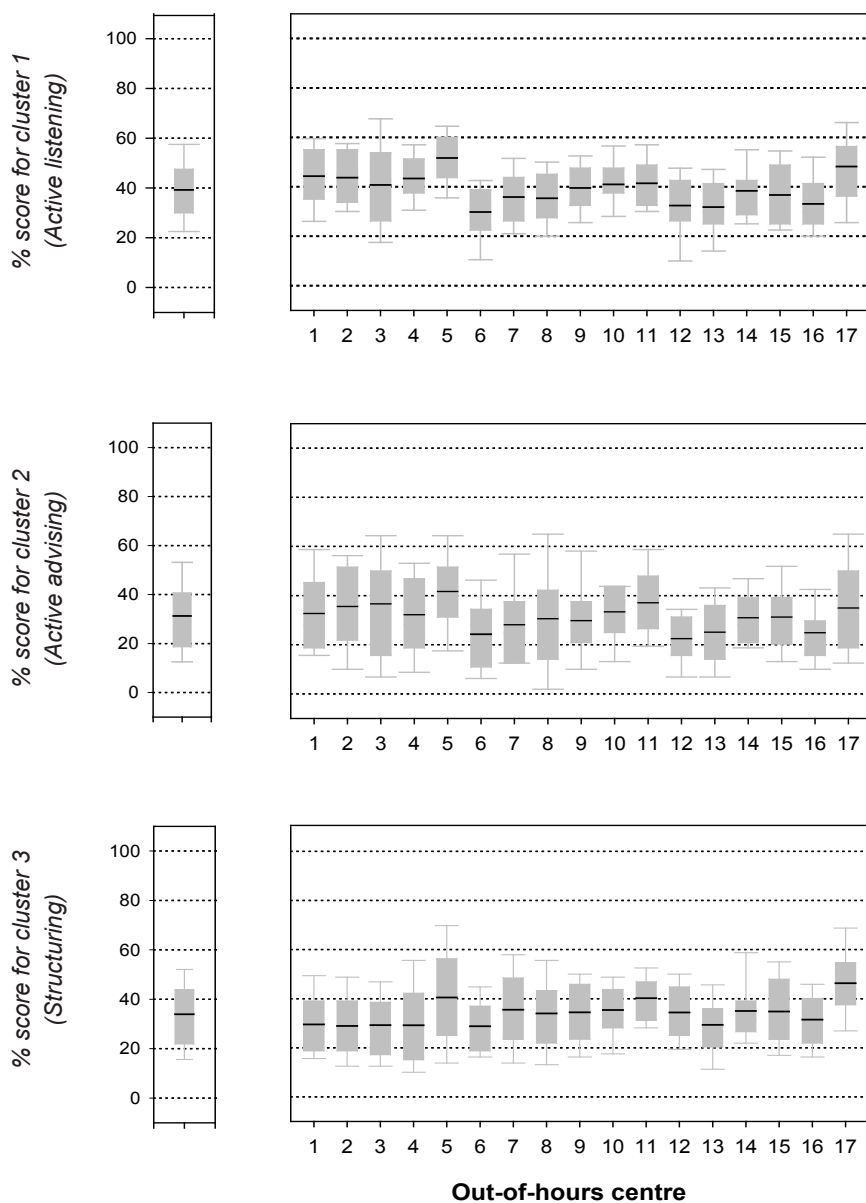 % score for cluster 1
(Active listening)
100
80
60
40
20
0
1 2 3 4 5 6 7 8 9 10 11 12 13 14 15 16 17
% score for cluster 2
(Active advising)
100
80
60
40
20
0
1 2 3 4 5 6 7 8 9 10 11 12 13 14 15 16 17
% score for cluster 3
(Structuring)
100
80
60
40
20
0
1 2 3 4 5 6 7 8 9 10 11 12 13 14 15 16 17
Out-of-hours centre